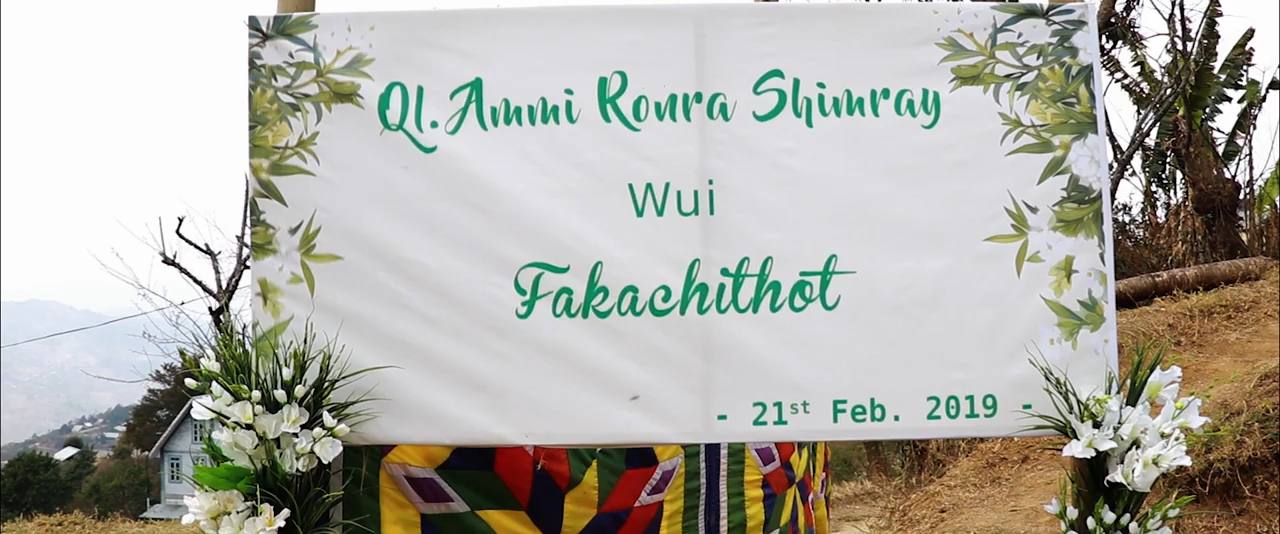 Ql. Ammi Ronra Shimray
Wui
Fakachithot
- 21st Feb. 2019 -